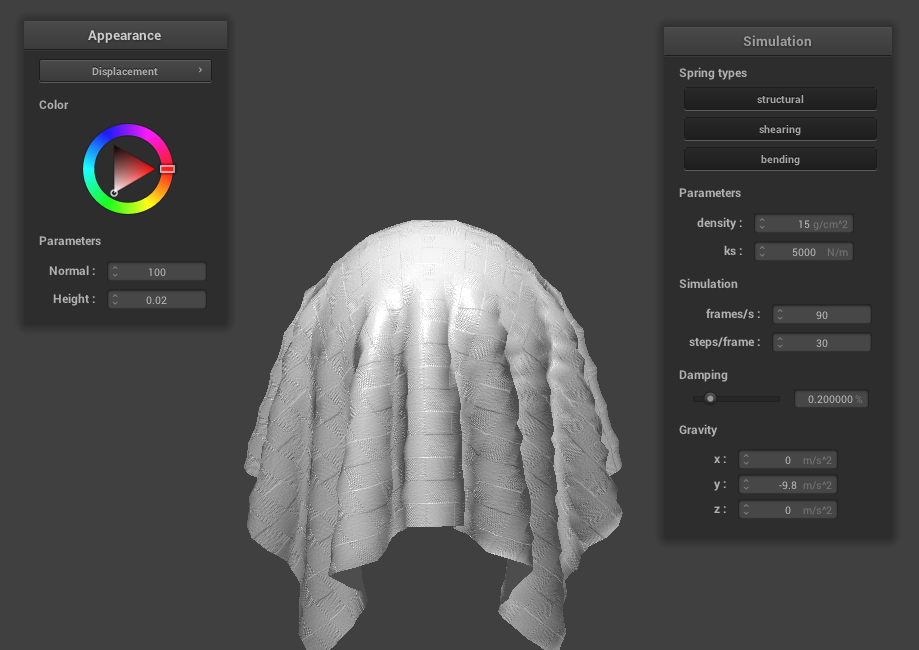 Appearance
Displacement ›
Color
Parameters
Normal : 100
Height : 0.02
Simulation
Spring types
structural
shearing
bending
Parameters
density : 15 g/cm^2
ks : 5000 N/m
Simulation
frames/s : 90
steps/frame : 30
Damping
0.200000 %
Gravity
x : 0 m/s^2
y : -9.8 m/s^2
z : 0 m/s^2